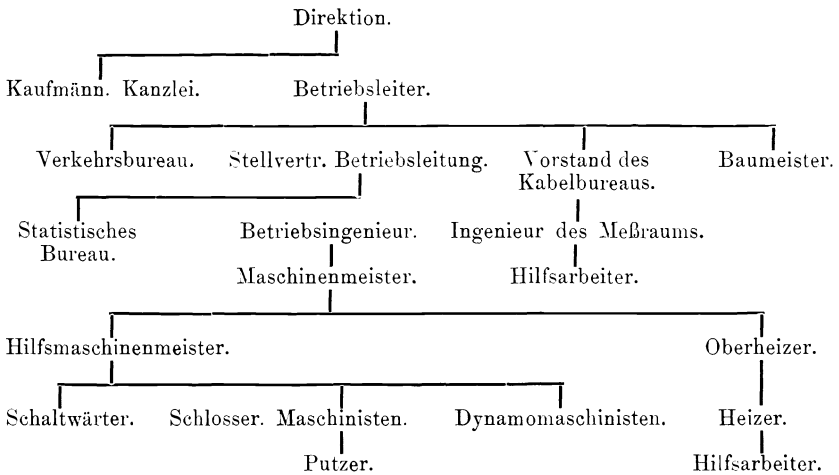 Direktion.
Kaufmänn. Kanzlei. Betriebsleiter.
Verkehrsbureau. Stellvertr. Betriebsleitung. Vorstand des Baumeister.
Kabelbureaus.
Statistisches Betriebsingenieur. Ingenieur des Meßraums.
Bureau.
Maschinenmeister. Hilfsarbeiter.
Hilfsmaschinenmeister. Oberheizer.
Schaltwärter. Schlosser. Maschinisten. Dynamomaschinisten. Heizer.
Putzer. Hilfsarbeiter.